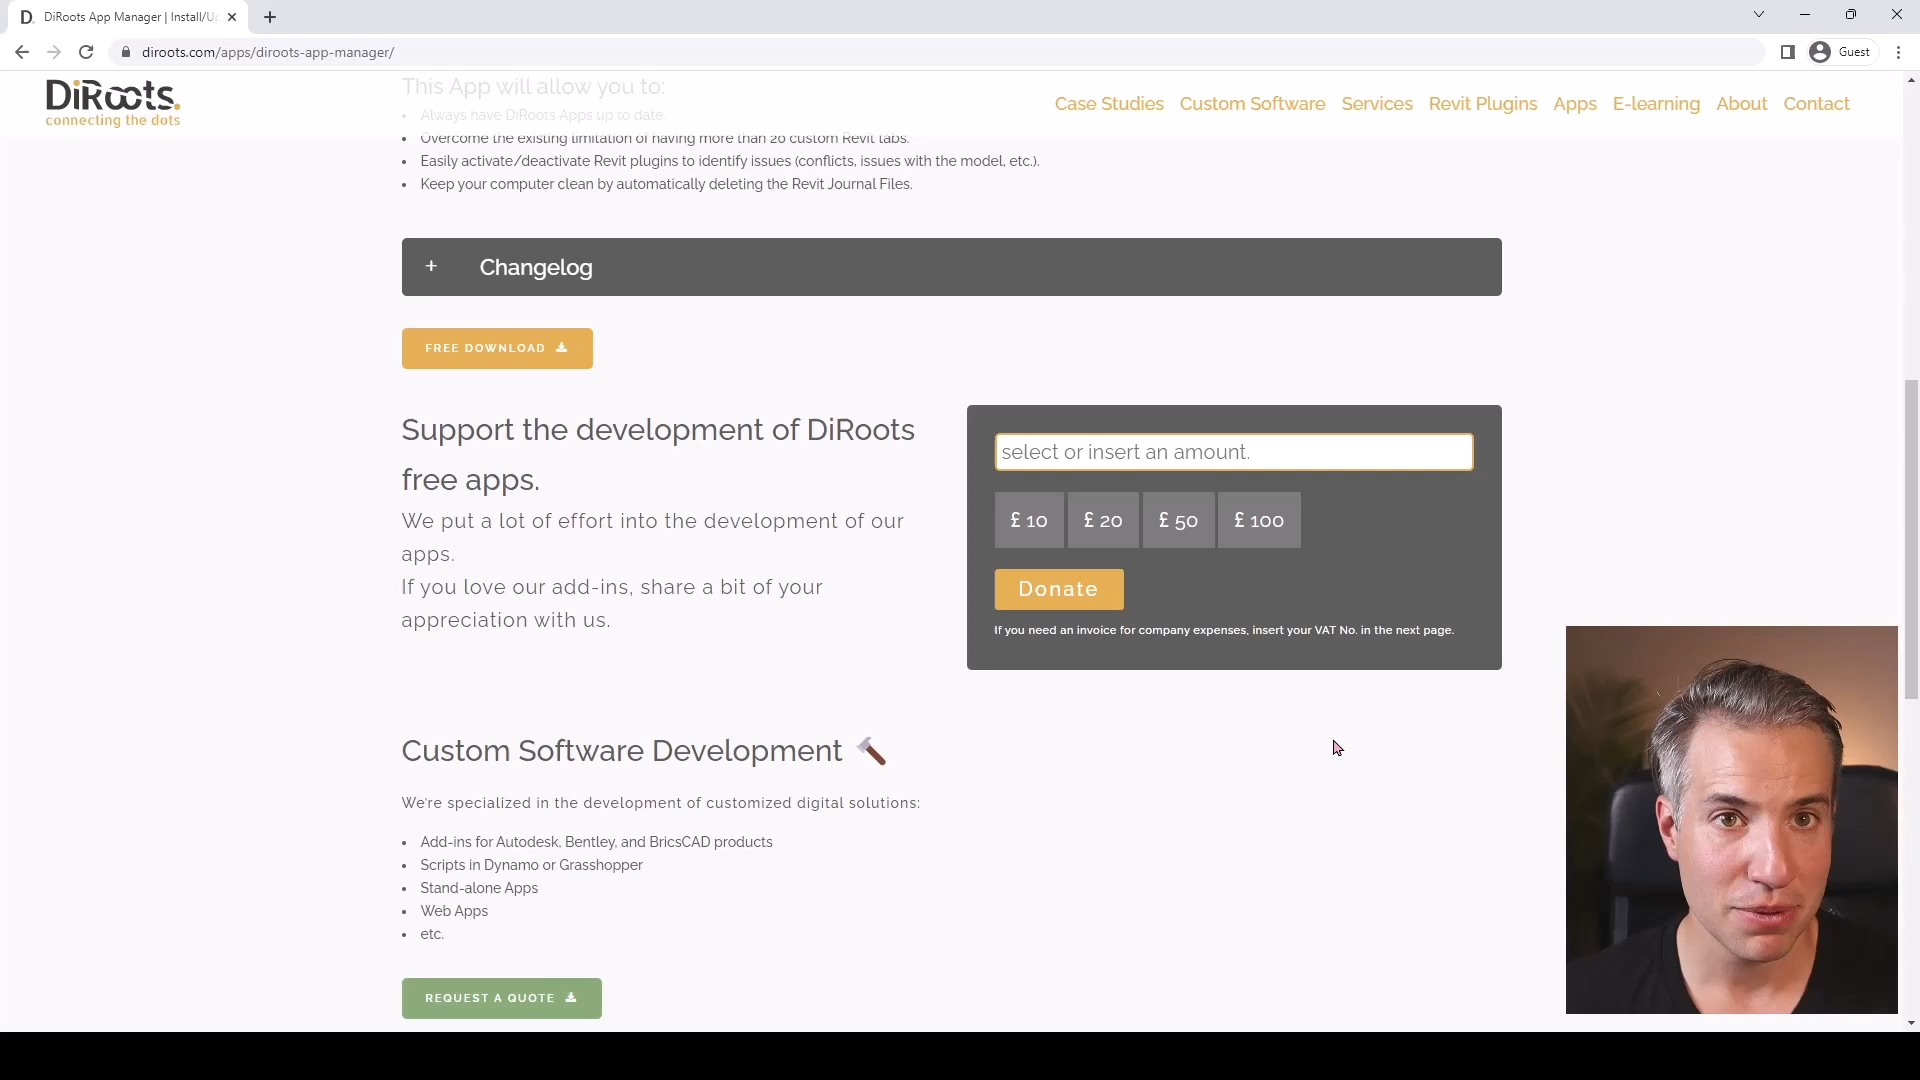 DiRoots App Manager | Install/Up
diroots.com/apps/diroots-app-manager/
Guest
DiRoots.
connecting the dots
Case Studies Custom Software Services Revit Plugins Apps E-learning About Contact
This App will allow you to:
Always have DiRoots Apps up to date.
Overcome the existing limitation of having more than 20 custom Revit tabs.
Easily activate/deactivate Revit plugins to identify issues (conflicts, issues with the model, etc.).
Keep your computer clean by automatically deleting the Revit Journal Files.
+ Changelog
FREE DOWNLOAD
Support the development of DiRoots
free apps.
We put a lot of effort into the development of our
apps.
If you love our add-ins, share a bit of your
appreciation with us.
select or insert an amount.
£ 10 £ 20 £ 50 £ 100
Donate
If you need an invoice for company expenses, insert your VAT No. in the next page.
Custom Software Development
We're specialized in the development of customized digital solutions:
Add-ins for Autodesk, Bentley, and BricsCAD products
Scripts in Dynamo or Grasshopper
Stand-alone Apps
Web Apps
etc.
REQUEST A QUOTE